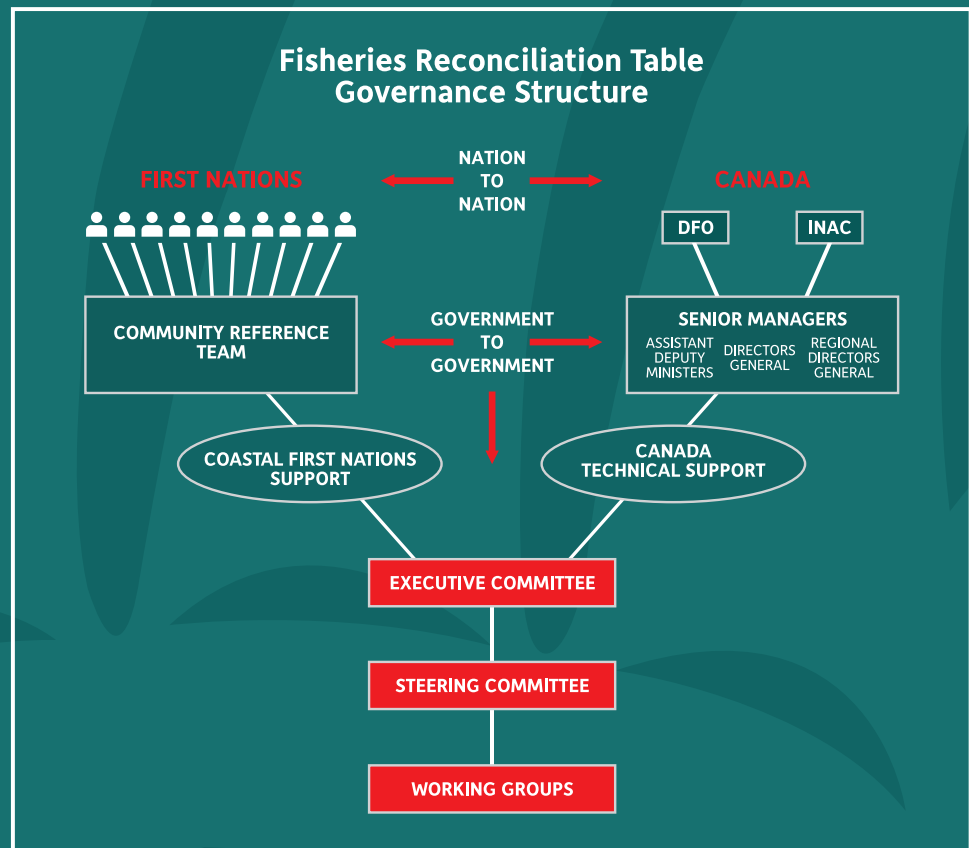 Fisheries Reconciliation Table
Governance Structure
NATION
TO
NATION
FIRST NATIONS
CANADA
DFO
INAC
COMMUNITY REFERENCE
TEAM
GOVERNMENT
TO
GOVERNMENT
SENIOR MANAGERS
ASSISTANT
DEPUTY
MINISTERS
DIRECTORS
GENERAL
REGIONAL
DIRECTORS
GENERAL
COASTAL FIRST NATIONS
SUPPORT
CANADA
TECHNICAL SUPPORT
EXECUTIVE COMMITTEE
STEERING COMMITTEE
WORKING GROUPS